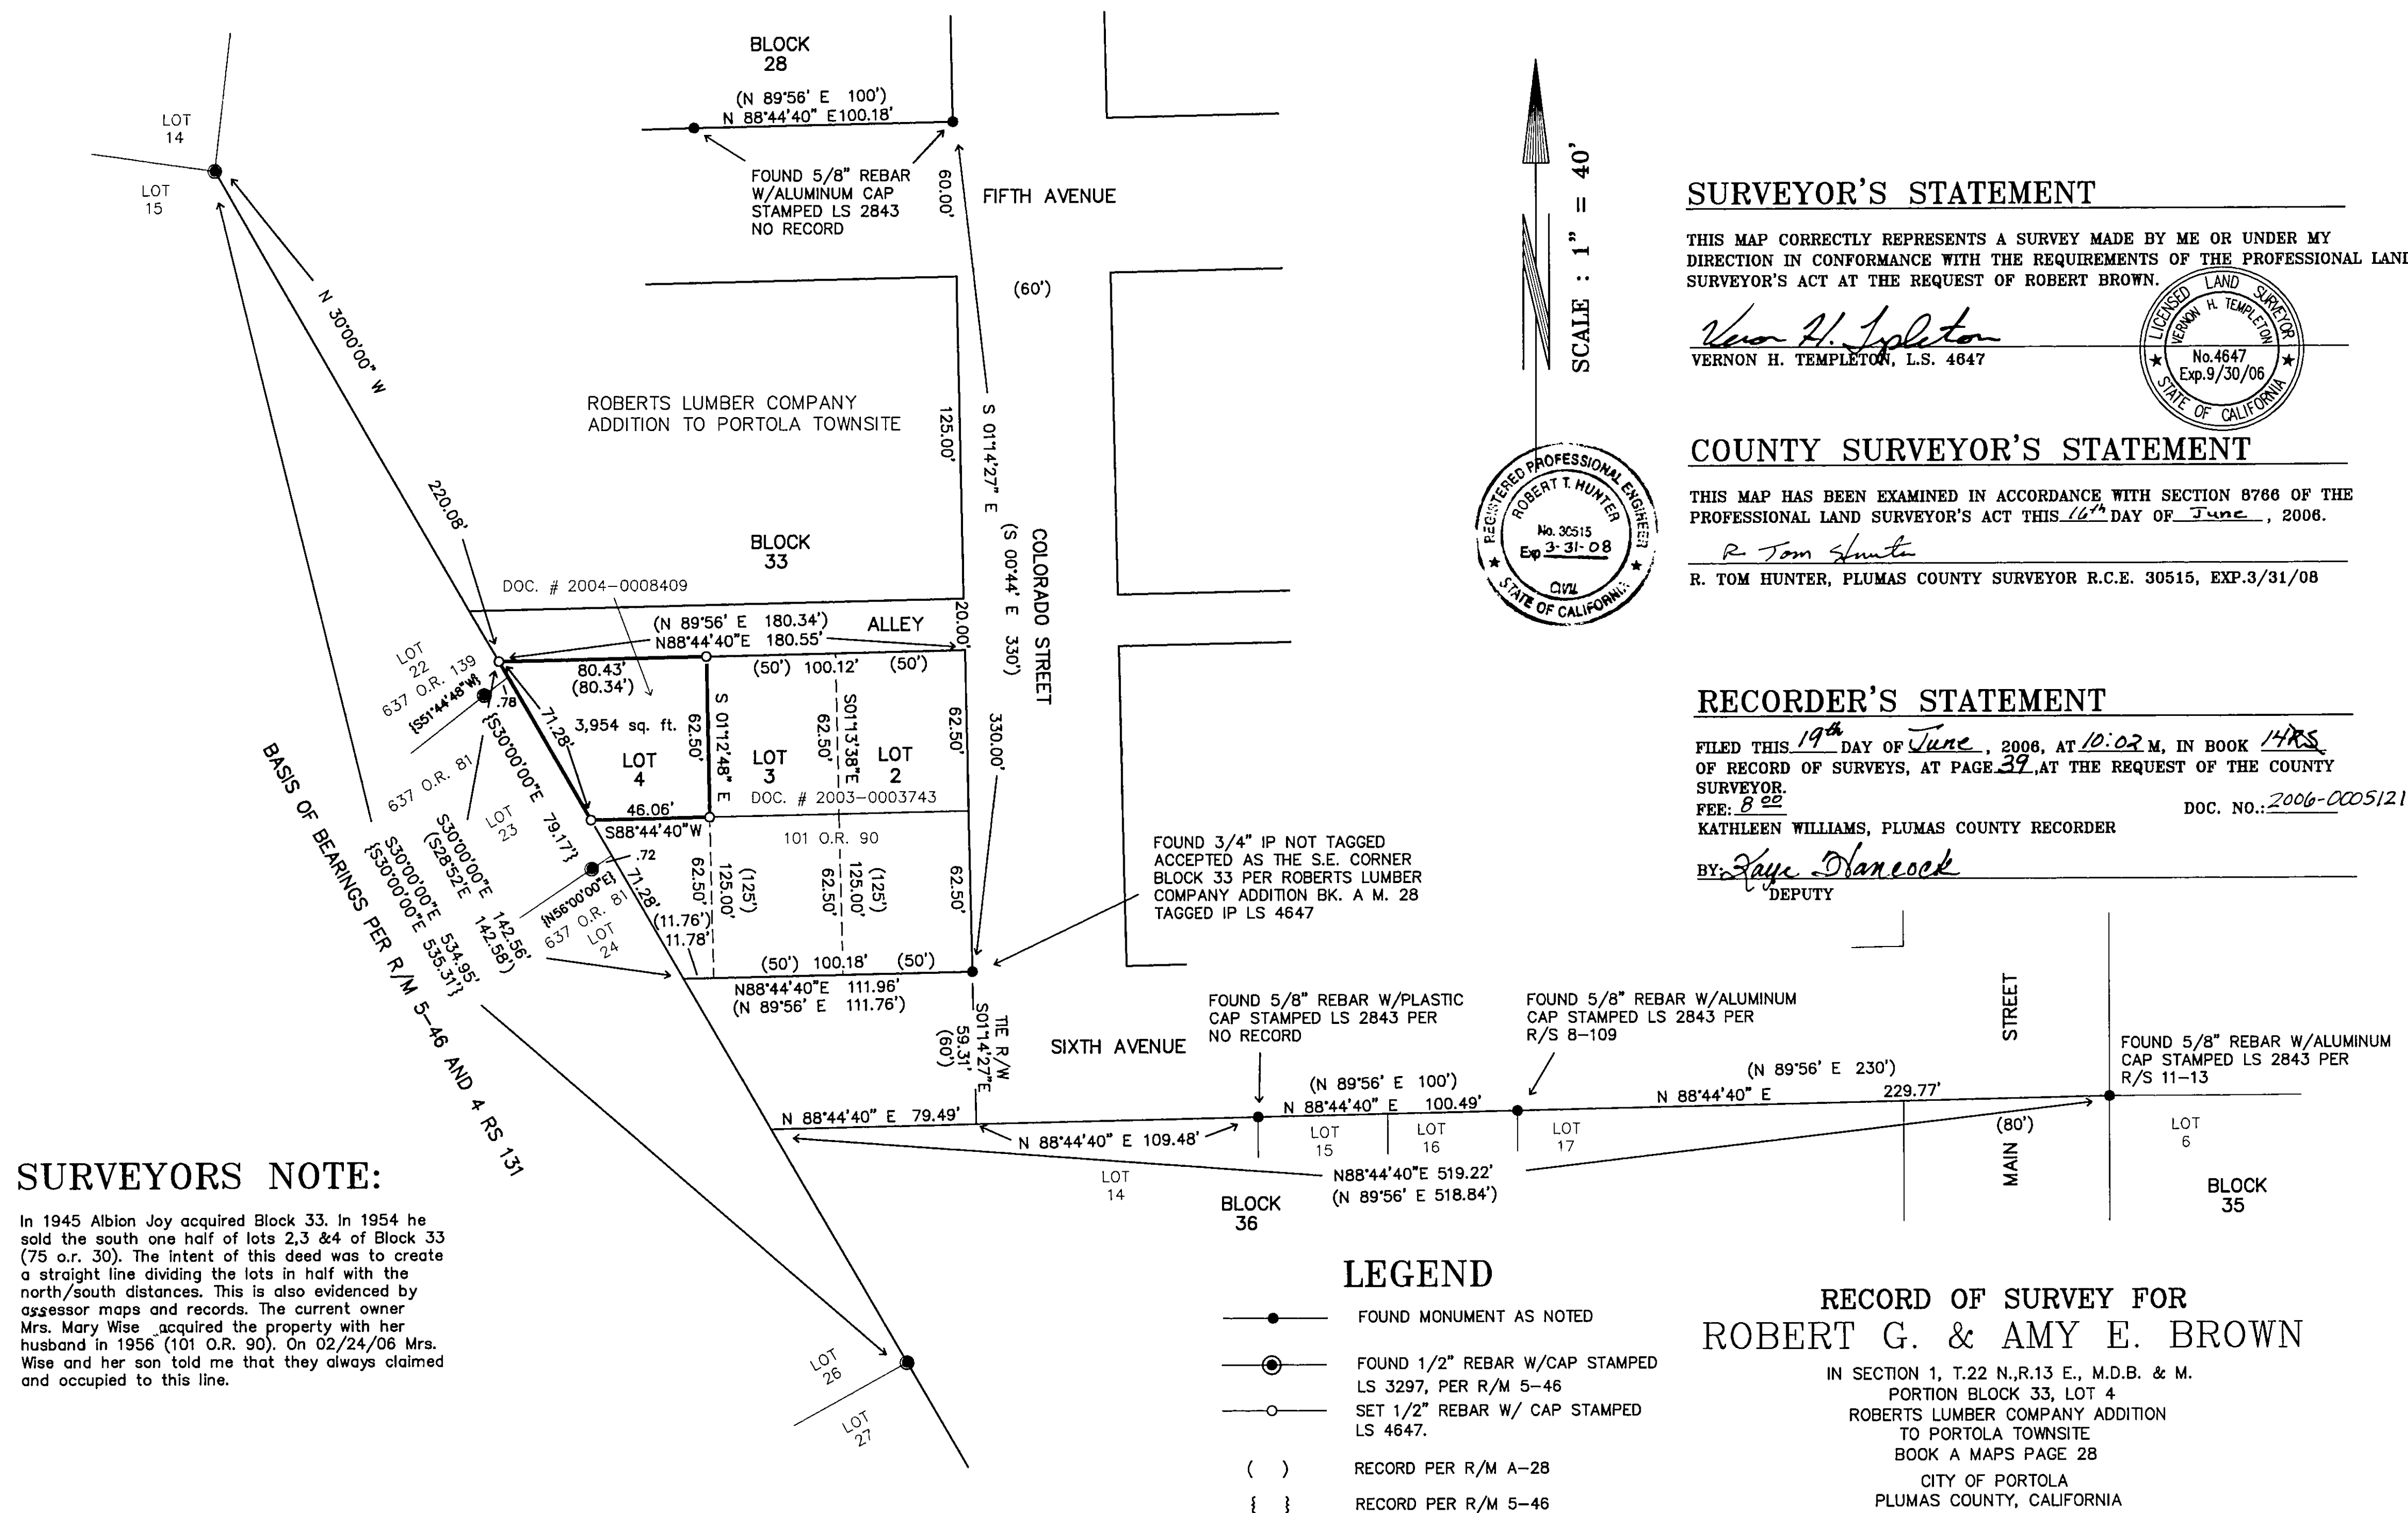 BLOCK
28
(N 89°56' E 100')
N 88°44'40" E100.18'
LOT
14
LOT
15
FOUND 5/8" REBAR
W/ALUMINUM CAP
STAMPED LS 2843
NO RECORD
60.00'
FIFTH AVENUE
(60')
N 30°00'00" W
220.08'
ROBERTS LUMBER COMPANY
ADDITION TO PORTOLA TOWNSITE
125.00'
S 01°14'27" E
(S 00°44' E 330')
330.00'
COLORADO STREET
BLOCK
33
DOC. # 2004-0008409
(N 89°56' E 180.34')
ALLEY
20.00'
N88°44'40"E 180.55'
80.43'
(80.34')
(50') 100.12' (50')
LOT
22
637 O.R. 139
{S51°44'48"W}
.78
71.28'
3,954 sq. ft.
LOT
4
62.50'
S 01°12'48" E
LOT
3
62.50'
S01°13'38"E
LOT
2
62.50'
DOC. # 2003-0003743
46.06'
S88°44'40"W
101 O.R. 90
{S30°00'00"E 79.17'}
637 O.R. 81
LOT
23
.72
{N56°00'00"E}
637 O.R. 81
LOT
24
71.28'
(11.76')
11.78'
62.50'
125.00'
(125')
62.50'
125.00'
(125')
62.50'
(50') 100.18' (50')
N88°44'40"E 111.96'
(N 89°56' E 111.76')
S30°00'00"E 142.56'
(S28°52'E 142.58')
S30°00'00"E 534.95'
{S30°00'00"E 535.31'}
BASIS OF BEARINGS PER R/M 5-46 AND 4 RS 131
FOUND 3/4" IP NOT TAGGED
ACCEPTED AS THE S.E. CORNER
BLOCK 33 PER ROBERTS LUMBER
COMPANY ADDITION BK. A M. 28
TAGGED IP LS 4647
TIE R/W
S01°14'27"E
59.31'
(60')
SIXTH AVENUE
FOUND 5/8" REBAR W/PLASTIC
CAP STAMPED LS 2843 PER
NO RECORD
FOUND 5/8" REBAR W/ALUMINUM
CAP STAMPED LS 2843 PER
R/S 8-109
FOUND 5/8" REBAR W/ALUMINUM
CAP STAMPED LS 2843 PER
R/S 11-13
N 88°44'40" E 79.49'
N 88°44'40" E 109.48'
(N 89°56' E 100')
N 88°44'40" E 100.49'
(N 89°56' E 230')
N 88°44'40" E 229.77'
LOT
15
LOT
16
LOT
17
MAIN STREET
(80')
LOT
6
N88°44'40"E 519.22'
(N 89°56' E 518.84')
LOT
14
BLOCK
36
BLOCK
35
LOT
26
LOT
27
SCALE : 1" = 40'
SURVEYOR'S STATEMENT
THIS MAP CORRECTLY REPRESENTS A SURVEY MADE BY ME OR UNDER MY
DIRECTION IN CONFORMANCE WITH THE REQUIREMENTS OF THE PROFESSIONAL LAND
SURVEYOR'S ACT AT THE REQUEST OF ROBERT BROWN.
VERNON H. TEMPLETON, L.S. 4647
LICENSED LAND SURVEYOR
VERNON H. TEMPLETON
No.4647
Exp.9/30/06
STATE OF CALIFORNIA
COUNTY SURVEYOR'S STATEMENT
THIS MAP HAS BEEN EXAMINED IN ACCORDANCE WITH SECTION 8766 OF THE
PROFESSIONAL LAND SURVEYOR'S ACT THIS 16th DAY OF June, 2006.
R Tom Hunter
R. TOM HUNTER, PLUMAS COUNTY SURVEYOR R.C.E. 30515, EXP.3/31/08
REGISTERED PROFESSIONAL ENGINEER
ROBERT T. HUNTER
No. 30515
Exp 3-31-08
CIVIL
STATE OF CALIFORNIA
RECORDER'S STATEMENT
FILED THIS 19th DAY OF June, 2006, AT 10:02 M, IN BOOK 14RS
OF RECORD OF SURVEYS, AT PAGE 39, AT THE REQUEST OF THE COUNTY
SURVEYOR.
FEE: 8 00
DOC. NO.: 2006-0005121
KATHLEEN WILLIAMS, PLUMAS COUNTY RECORDER
BY: Kaye Hancock
DEPUTY
SURVEYORS NOTE:
In 1945 Albion Joy acquired Block 33. In 1954 he
sold the south one half of lots 2,3 &4 of Block 33
(75 o.r. 30). The intent of this deed was to create
a straight line dividing the lots in half with the
north/south distances. This is also evidenced by
assessor maps and records. The current owner
Mrs. Mary Wise acquired the property with her
husband in 1956 (101 O.R. 90). On 02/24/06 Mrs.
Wise and her son told me that they always claimed
and occupied to this line.
LEGEND
FOUND MONUMENT AS NOTED
FOUND 1/2" REBAR W/CAP STAMPED
LS 3297, PER R/M 5-46
SET 1/2" REBAR W/ CAP STAMPED
LS 4647.
( ) RECORD PER R/M A-28
{ } RECORD PER R/M 5-46
RECORD OF SURVEY FOR
ROBERT G. & AMY E. BROWN
IN SECTION 1, T.22 N.,R.13 E., M.D.B. & M.
PORTION BLOCK 33, LOT 4
ROBERTS LUMBER COMPANY ADDITION
TO PORTOLA TOWNSITE
BOOK A MAPS PAGE 28
CITY OF PORTOLA
PLUMAS COUNTY, CALIFORNIA